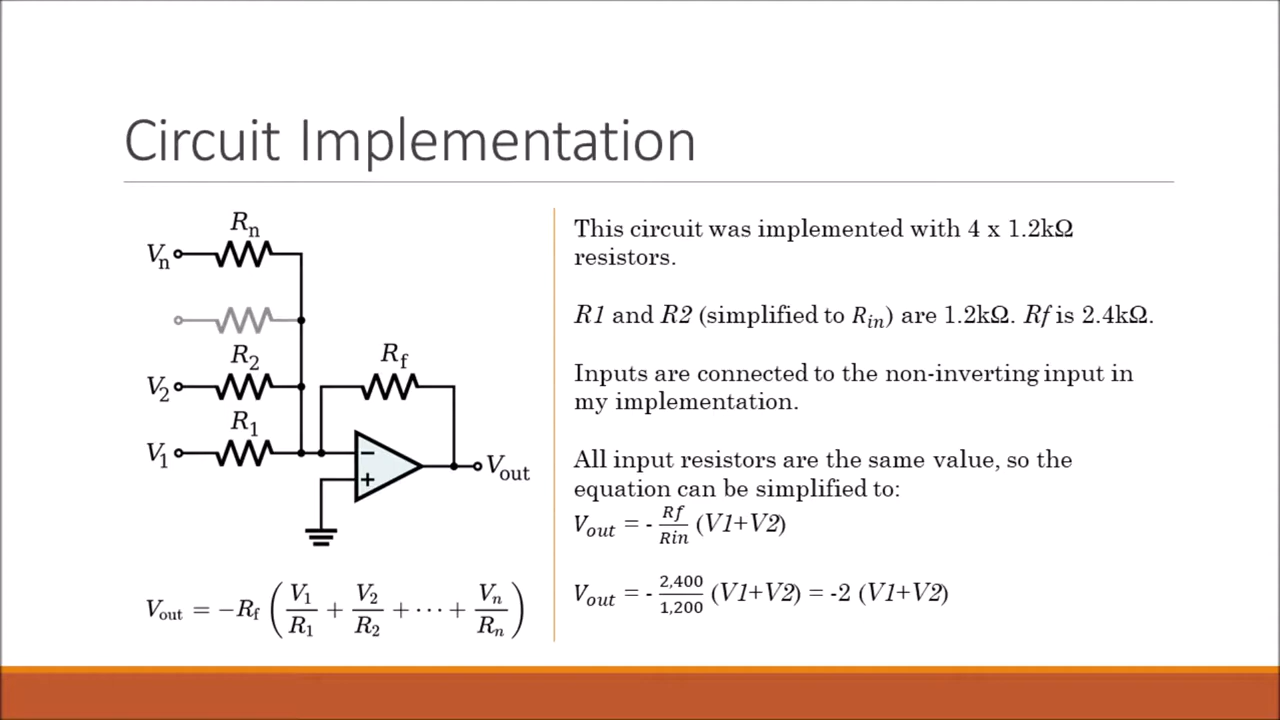 Circuit Implementation
Rn
Vn
R2
V2
R1
V1
Rf
−
+
Vout
Vout = −Rf ( V1/R1 + V2/R2 + ··· + Vn/Rn )
This circuit was implemented with 4 x 1.2kΩ
resistors.
R1 and R2 (simplified to Rin) are 1.2kΩ. Rf is 2.4kΩ.
Inputs are connected to the non-inverting input in
my implementation.
All input resistors are the same value, so the
equation can be simplified to:
Vout = - Rf/Rin (V1+V2)
Vout = - 2,400/1,200 (V1+V2) = -2 (V1+V2)